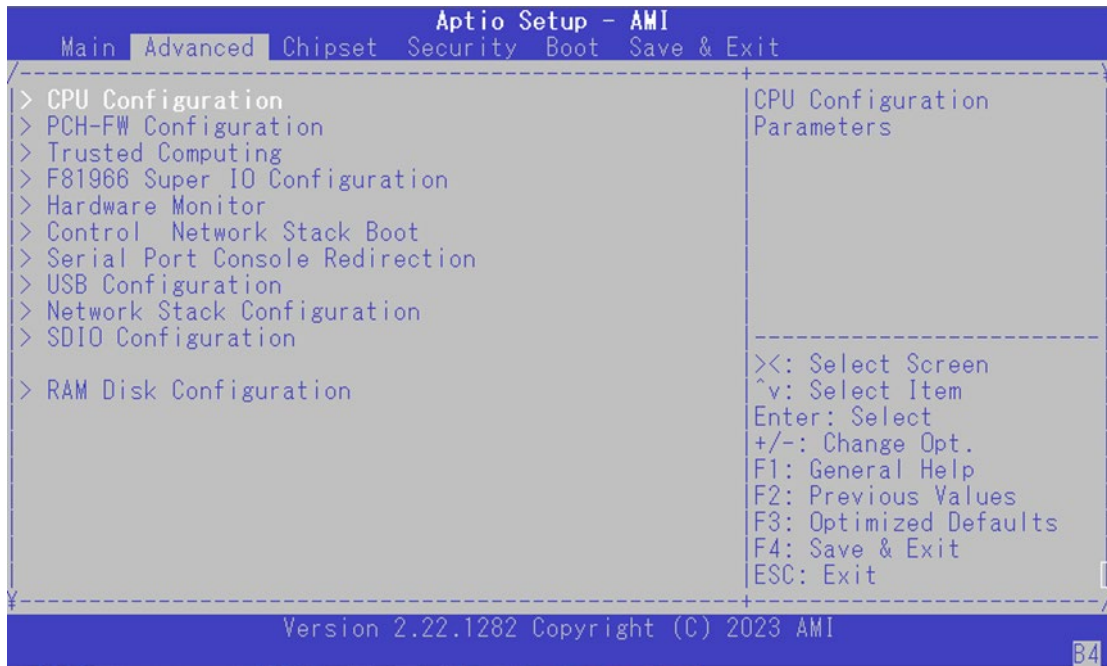 Aptio Setup - AMI
Main Advanced Chipset Security Boot Save & Exit
> CPU Configuration
> PCH-FW Configuration
> Trusted Computing
> F81966 Super IO Configuration
> Hardware Monitor
> Control  Network Stack Boot
> Serial Port Console Redirection
> USB Configuration
> Network Stack Configuration
> SDIO Configuration
> RAM Disk Configuration
CPU Configuration
Parameters
><: Select Screen
^v: Select Item
Enter: Select
+/-: Change Opt.
F1: General Help
F2: Previous Values
F3: Optimized Defaults
F4: Save & Exit
ESC: Exit
Version 2.22.1282 Copyright (C) 2023 AMI
B4